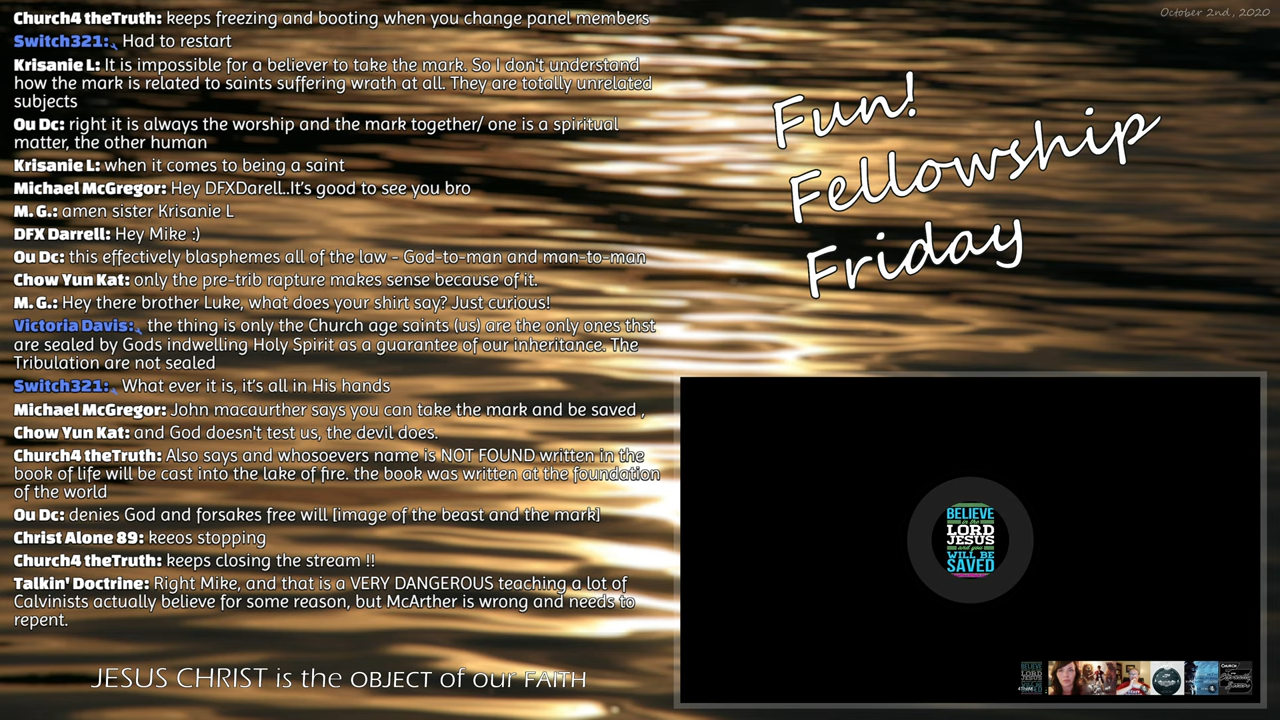 Church4 theTruth: keeps freezing and booting when you change panel members
Switch321: Had to restart
Krisanie L: It is impossible for a believer to take the mark. So I don't understand
how the mark is related to saints suffering wrath at all. They are totally unrelated
subjects
Ou Dc: right it is always the worship and the mark together/ one is a spiritual
matter, the other human
Krisanie L: when it comes to being a saint
Michael McGregor: Hey DFXDarell..It's good to see you bro
M. G.: amen sister Krisanie L
DFX Darrell: Hey Mike :)
Ou Dc: this effectively blasphemes all of the law - God-to-man and man-to-man
Chow Yun Kat: only the pre-trib rapture makes sense because of it.
M. G.: Hey there brother Luke, what does your shirt say? Just curious!
Victoria Davis: the thing is only the Church age saints (us) are the only ones thst
are sealed by Gods indwelling Holy Spirit as a guarantee of our inheritance. The
Tribulation are not sealed
Switch321: What ever it is, it's all in His hands
Michael McGregor: John macaurther says you can take the mark and be saved ,
Chow Yun Kat: and God doesn't test us, the devil does.
Church4 theTruth: Also says and whosoevers name is NOT FOUND written in the
book of life will be cast into the lake of fire. the book was written at the foundation
of the world
Ou Dc: denies God and forsakes free will [image of the beast and the mark]
Christ Alone 89: keeos stopping
Church4 theTruth: keeps closing the stream !!
Talkin' Doctrine: Right Mike, and that is a VERY DANGEROUS teaching a lot of
Calvinists actually believe for some reason, but McArther is wrong and needs to
repent.
JESUS CHRIST is the OBJECT of our FAITH
October 2nd, 2020
Fun!
Fellowship
Friday
BELIEVE
in the
LORD
JESUS
and you
WILL BE
SAVED